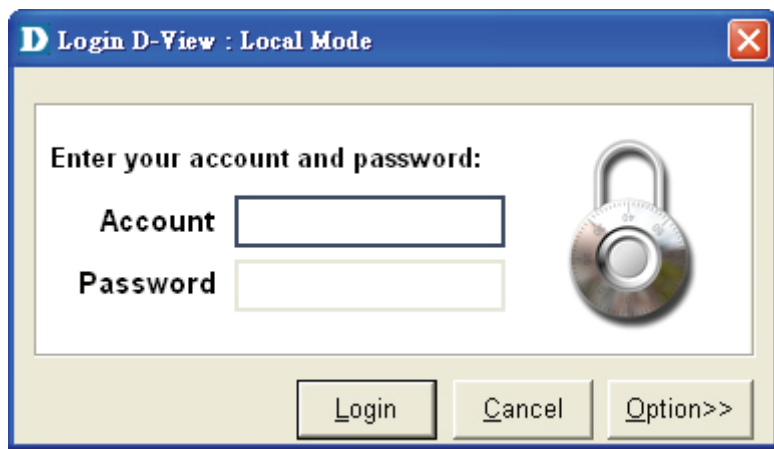 D Login D-View : Local Mode
Enter your account and password:
Account
Password
Login Cancel Option>>